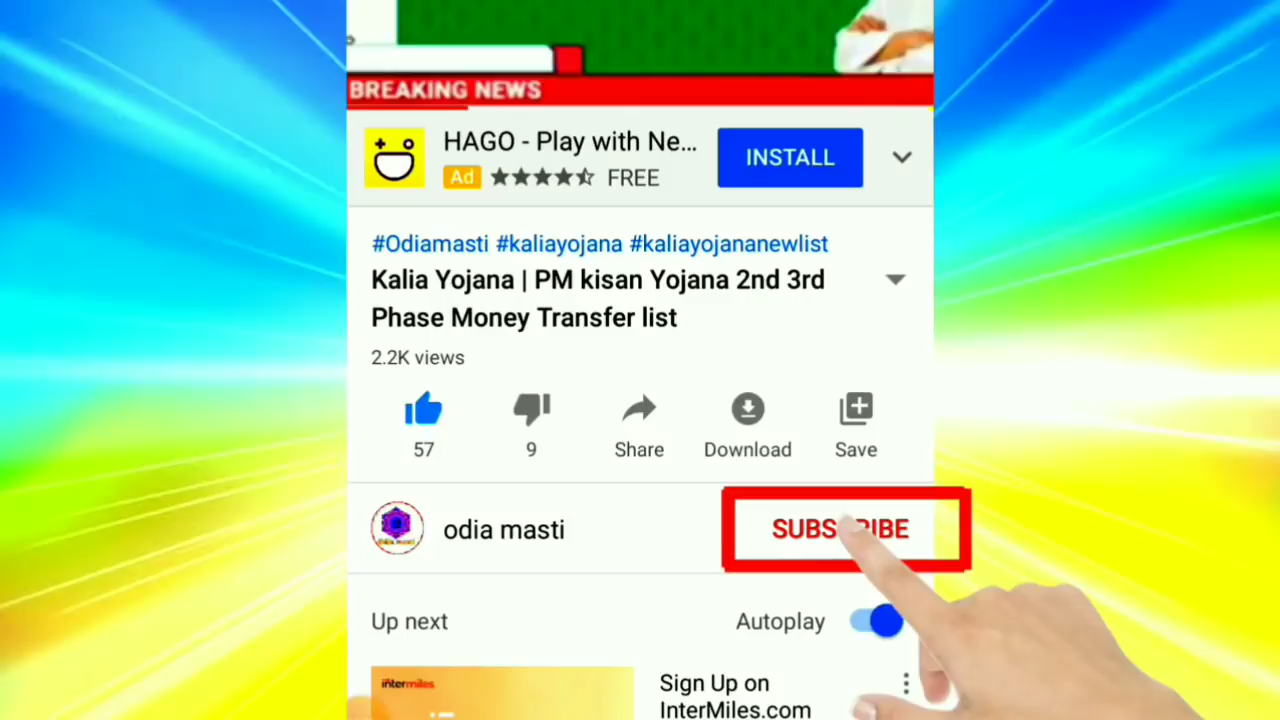 BREAKING NEWS
HAGO - Play with Ne...
INSTALL
Ad FREE
#Odiamasti #kaliayojana #kaliayojananewlist
Kalia Yojana | PM kisan Yojana 2nd 3rd
Phase Money Transfer list
2.2K views
57 9 Share Download Save
odia masti SUBSCRIBE
Up next Autoplay
intermiles
Sign Up on
InterMiles.com